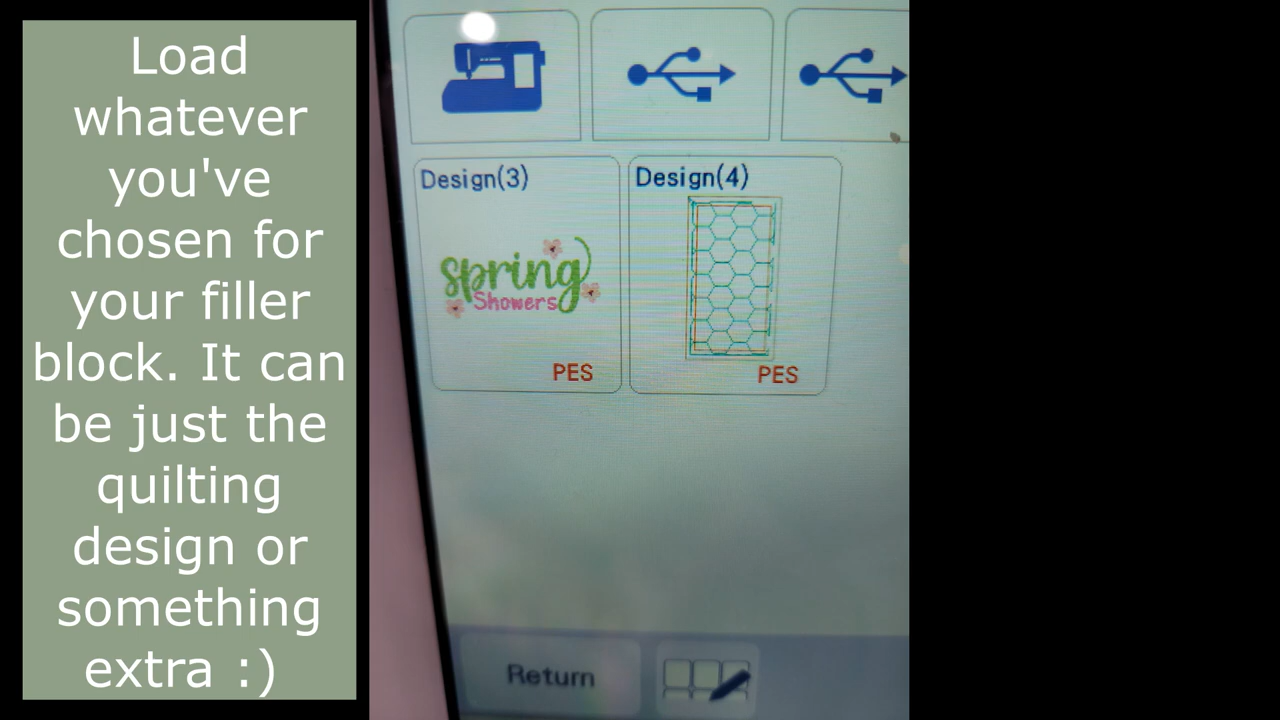 Load
whatever
you've
chosen for
your filler
block. It can
be just the
quilting
design or
something
extra :)
Design(3)
Design(4)
spring
Showers
PES
PES
Return